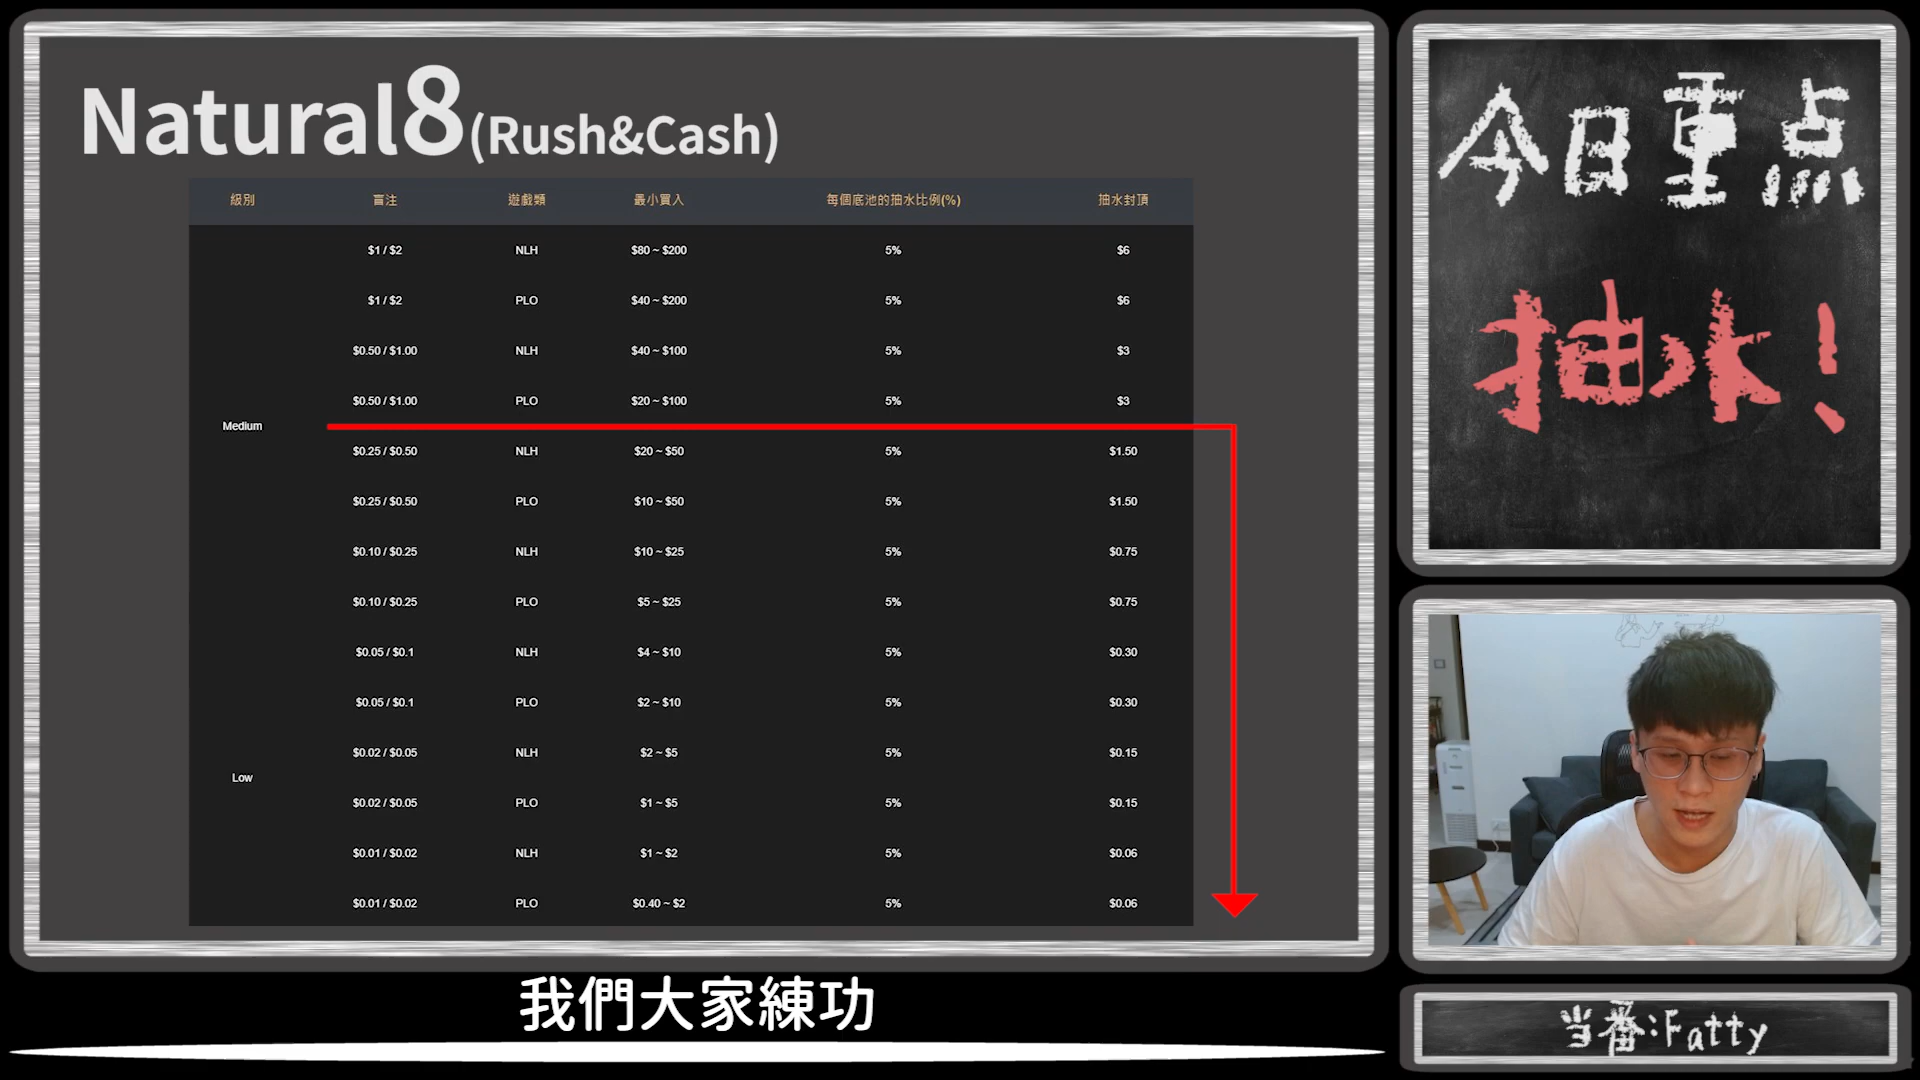 Natural8(Rush&Cash)
級別 盲注 遊戲類 最小買入 每個底池的抽水比例(%) 抽水封頂
$1 / $2 NLH $80 ~ $200 5% $6
$1 / $2 PLO $40 ~ $200 5% $6
$0.50 / $1.00 NLH $40 ~ $100 5% $3
$0.50 / $1.00 PLO $20 ~ $100 5% $3
Medium
$0.25 / $0.50 NLH $20 ~ $50 5% $1.50
$0.25 / $0.50 PLO $10 ~ $50 5% $1.50
$0.10 / $0.25 NLH $10 ~ $25 5% $0.75
$0.10 / $0.25 PLO $5 ~ $25 5% $0.75
$0.05 / $0.1 NLH $4 ~ $10 5% $0.30
$0.05 / $0.1 PLO $2 ~ $10 5% $0.30
$0.02 / $0.05 NLH $2 ~ $5 5% $0.15
Low
$0.02 / $0.05 PLO $1 ~ $5 5% $0.15
$0.01 / $0.02 NLH $1 ~ $2 5% $0.06
$0.01 / $0.02 PLO $0.40 ~ $2 5% $0.06
我們大家練功
今日重点
抽水!
当番:Fatty